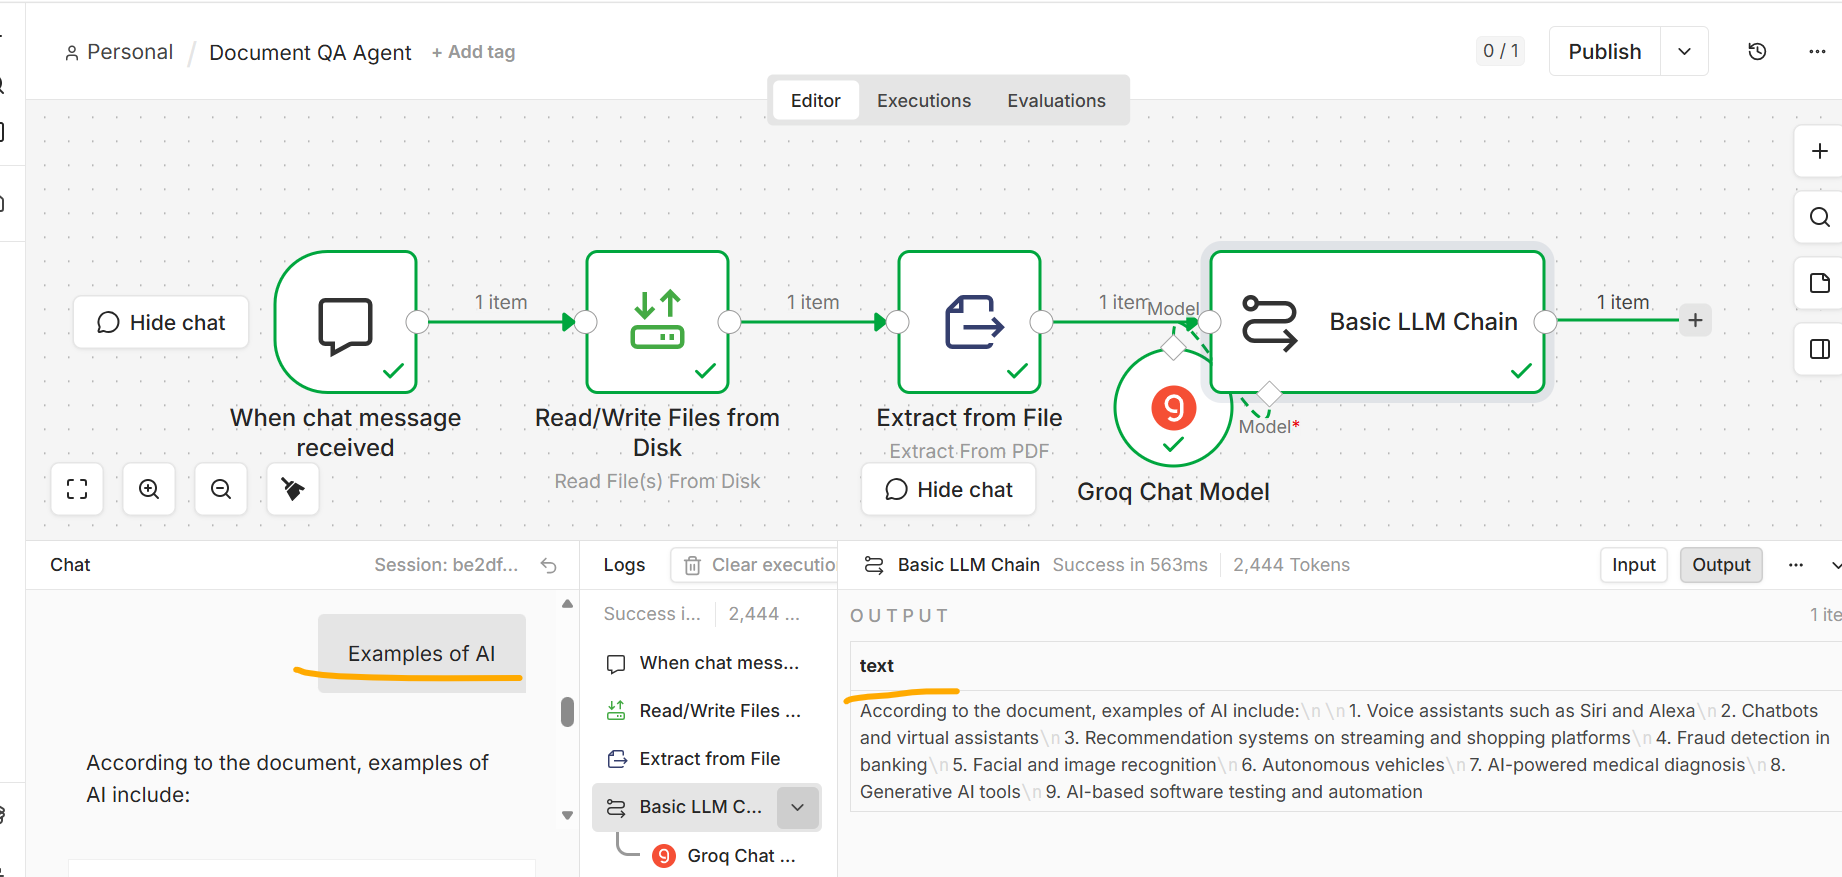 Personal / Document QA Agent + Add tag
0 / 1
Publish
Editor Executions Evaluations
Hide chat
1 item
1 item
1 item
Model
1 item
Basic LLM Chain
When chat message
received
Read/Write Files from
Disk
Read File(s) From Disk
Extract from File
Extract From PDF
Model*
Groq Chat Model
Hide chat
Chat
Session: be2df...
Examples of AI
According to the document, examples of
AI include:
Logs
Clear executio
Success i... 2,444 ...
When chat mess...
Read/Write Files ...
Extract from File
Basic LLM C...
Groq Chat ...
Basic LLM Chain Success in 563ms 2,444 Tokens
Input Output
OUTPUT
1 ite
text
According to the document, examples of AI include:\n\n1. Voice assistants such as Siri and Alexa\n2. Chatbots
and virtual assistants\n3. Recommendation systems on streaming and shopping platforms\n4. Fraud detection in
banking\n5. Facial and image recognition\n6. Autonomous vehicles\n7. AI-powered medical diagnosis\n8.
Generative AI tools\n9. AI-based software testing and automation